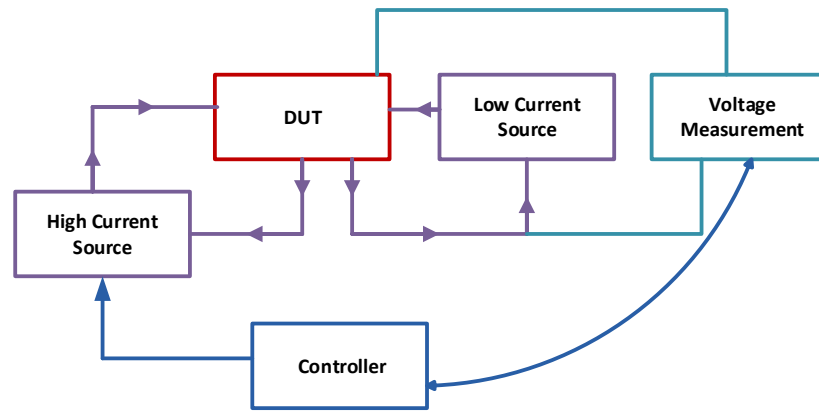 DUT
Low Current
Source
Voltage
Measurement
High Current
Source
Controller